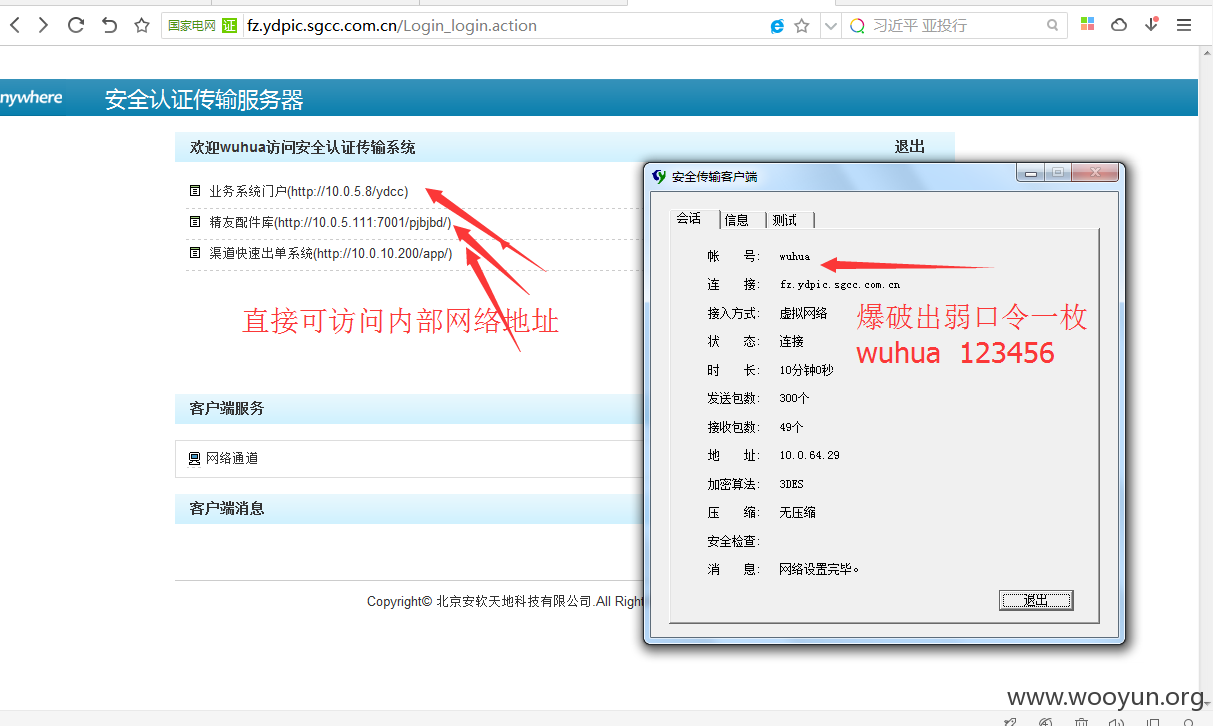 国家电网 证 fz.ydpic.sgcc.com.cn/Login_login.action
习近平 亚投行
nywhere 安全认证传输服务器
欢迎wuhua访问安全认证传输系统 退出
业务系统门户(http://10.0.5.8/ydcc)
精友配件库(http://10.0.5.111:7001/pjbjbd/)
渠道快速出单系统(http://10.0.10.200/app/)
直接可访问内部网络地址
客户端服务
网络通道
客户端消息
Copyright© 北京安软天地科技有限公司.All Right
安全传输客户端
会话 信息 测试
帐 号: wuhua
连 接: fz.ydpic.sgcc.com.cn
接入方式: 虚拟网络
状 态: 连接
时 长: 10分钟0秒
发送包数: 300个
接收包数: 49个
地 址: 10.0.64.29
加密算法: 3DES
压 缩: 无压缩
安全检查:
消 息: 网络设置完毕。
退出
爆破出弱口令一枚
wuhua 123456
www.wooyun.org